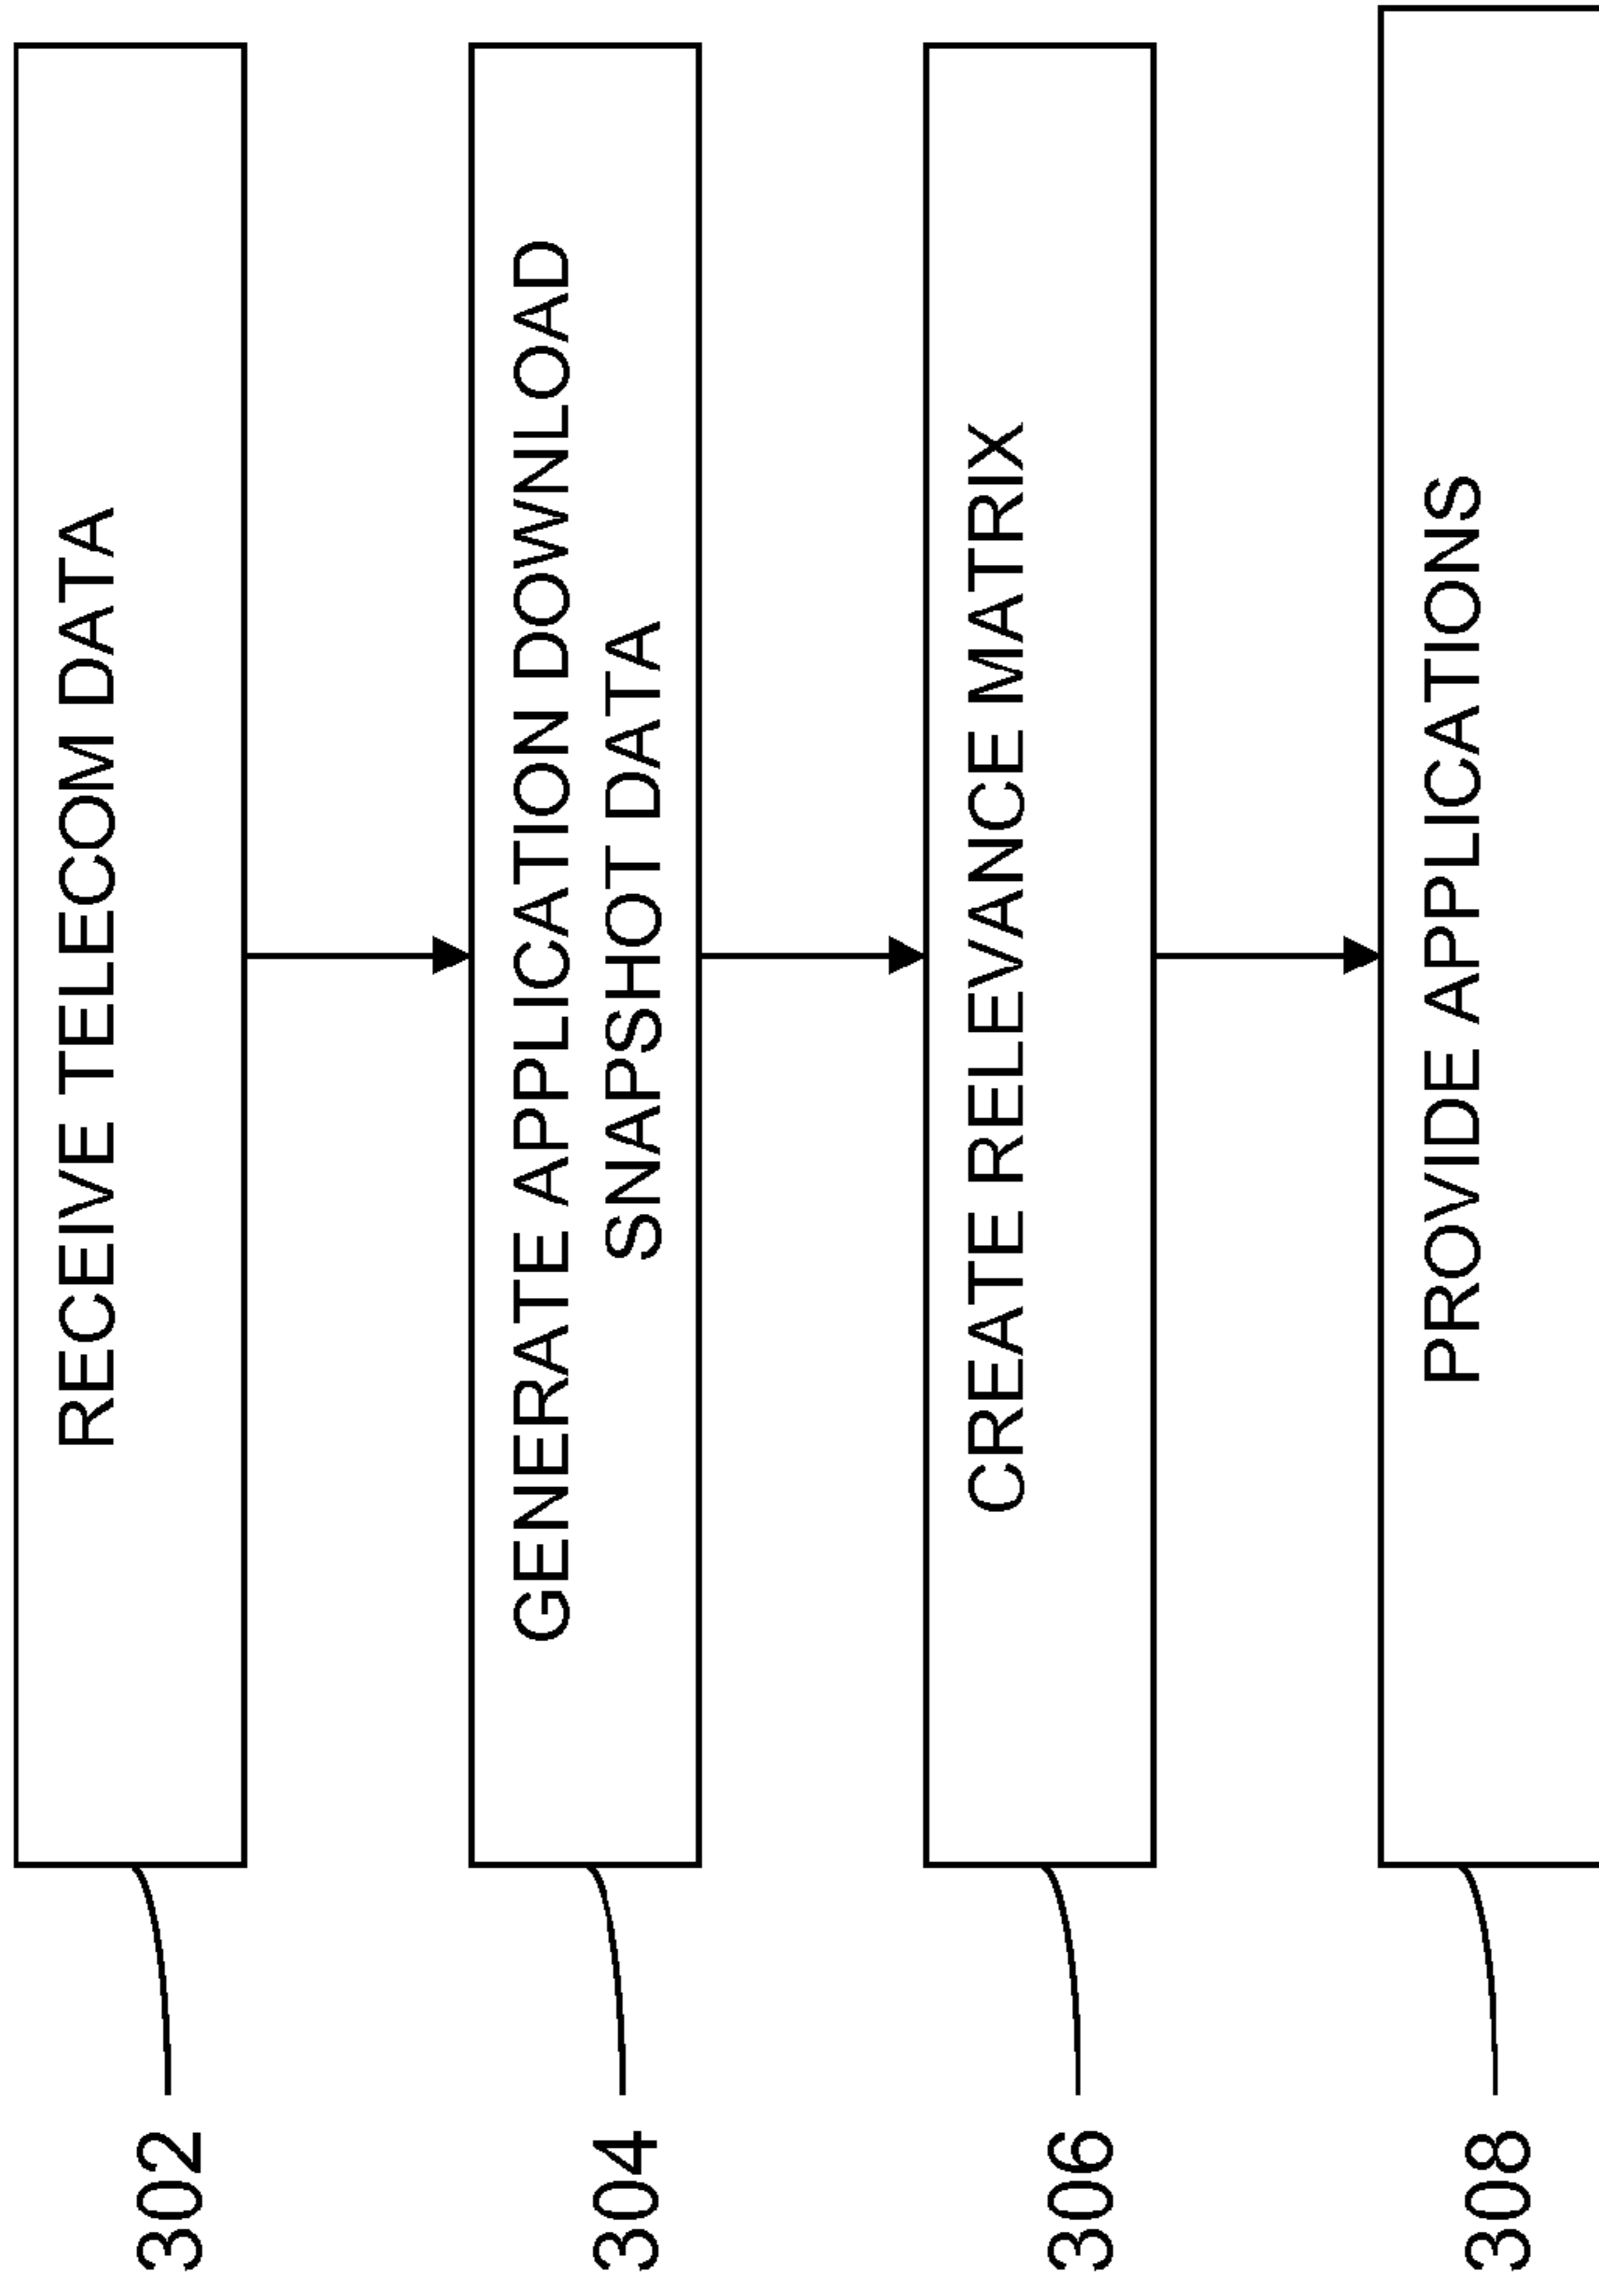 302
RECEIVE TELECOM DATA
304
GENERATE APPLICATION DOWNLOAD
SNAPSHOT DATA
306
CREATE RELEVANCE MATRIX
308
PROVIDE APPLICATIONS